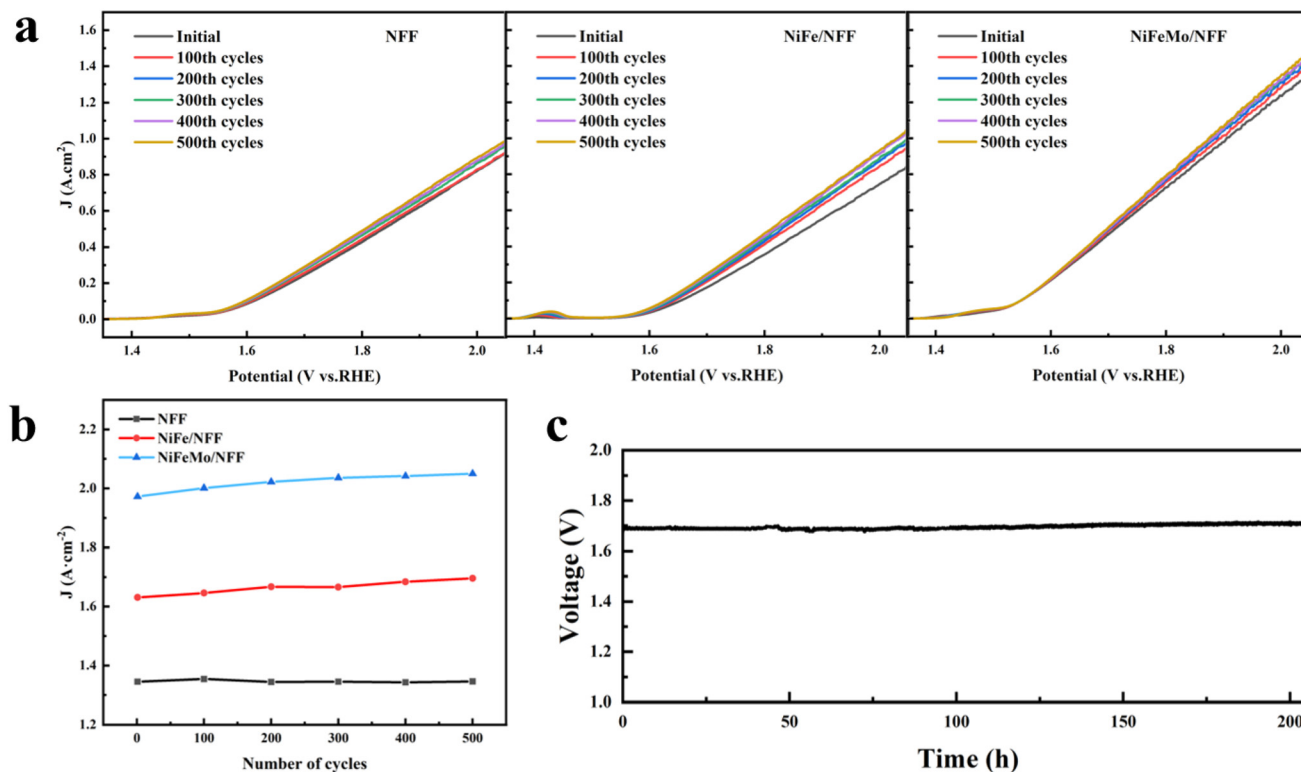 a
1.6
1.4
1.2
1.0
0.8
0.6
0.4
0.2
0.0
J (A.cm²)
Initial
100th cycles
200th cycles
300th cycles
400th cycles
500th cycles
NFF
1.4
1.6
1.8
2.0
Potential (V vs.RHE)
Initial
100th cycles
200th cycles
300th cycles
400th cycles
500th cycles
NiFe/NFF
1.4
1.6
1.8
2.0
Potential (V vs.RHE)
Initial
100th cycles
200th cycles
300th cycles
400th cycles
500th cycles
NiFeMo/NFF
1.4
1.6
1.8
2.0
Potential (V vs.RHE)
b
NFF
NiFe/NFF
NiFeMo/NFF
2.2
2.0
1.8
1.6
1.4
1.2
J (A·cm⁻²)
0
100
200
300
400
500
Number of cycles
c
2.0
1.8
1.6
1.4
1.2
1.0
Voltage (V)
0
50
100
150
200
Time (h)